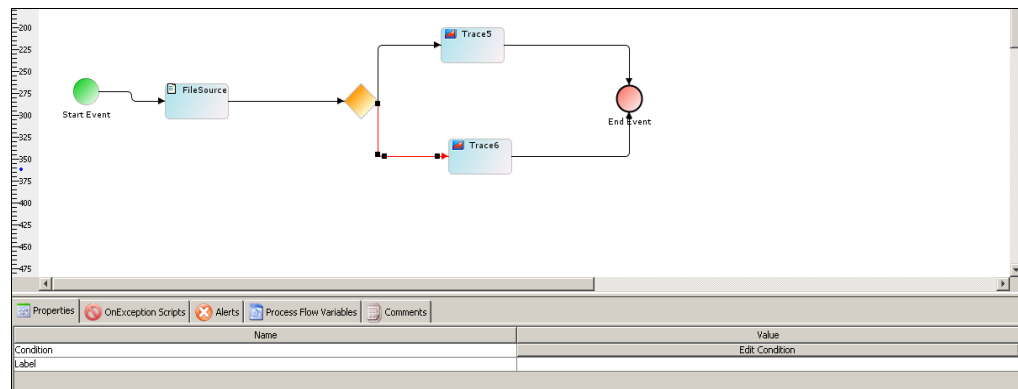 200
Trace5
225
250
FileSource
275
300
Start Event
End Event
325
Trace6
350
375
400
425
450
475
Properties OnException Scripts Alerts Process Flow Variables Comments
Name Value
Condition Edit Condition
Label